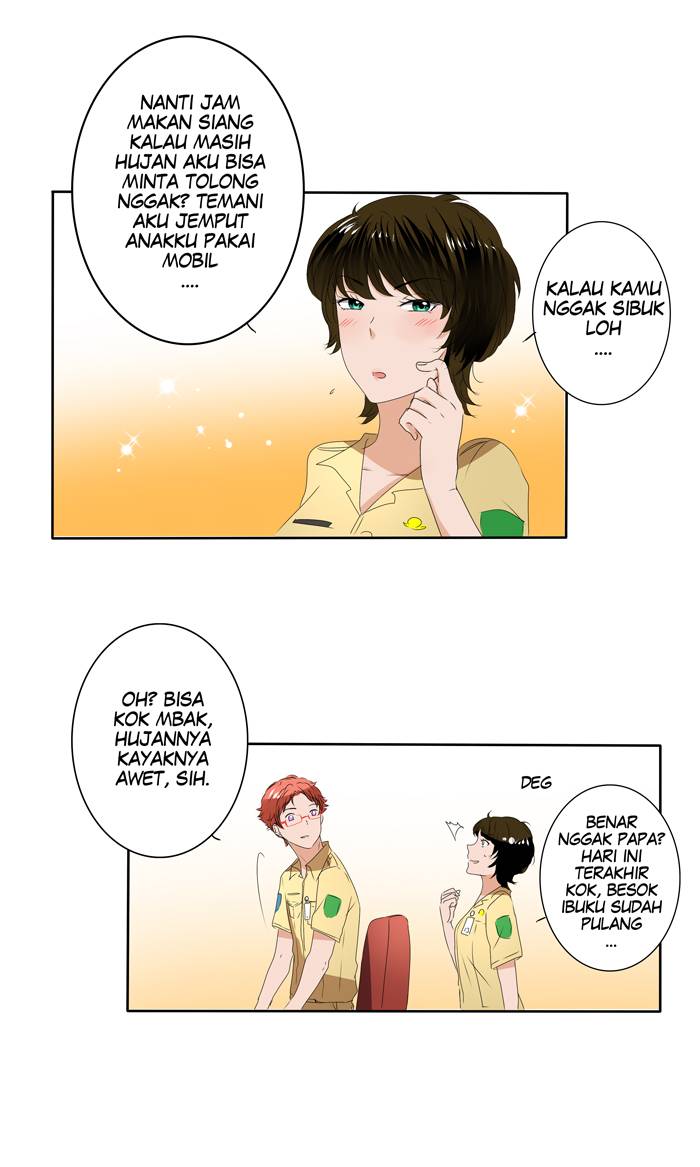 NANTI JAM
MAKAN SIANG
KALAU MASIH
HUJAN AKU BISA
MINTA TOLONG
NGGAK? TEMANI
AKU JEMPUT
ANAKKU PAKAI
MOBIL
....
KALAU KAMU
NGGAK SIBUK
LOH
....
OH? BISA
KOK MBAK,
HUJANNYA
KAYAKNYA
AWET, SIH.
DEG
BENAR
NGGAK PAPA?
HARI INI
TERAKHIR
KOK, BESOK
IBUKU SUDAH
PULANG
...